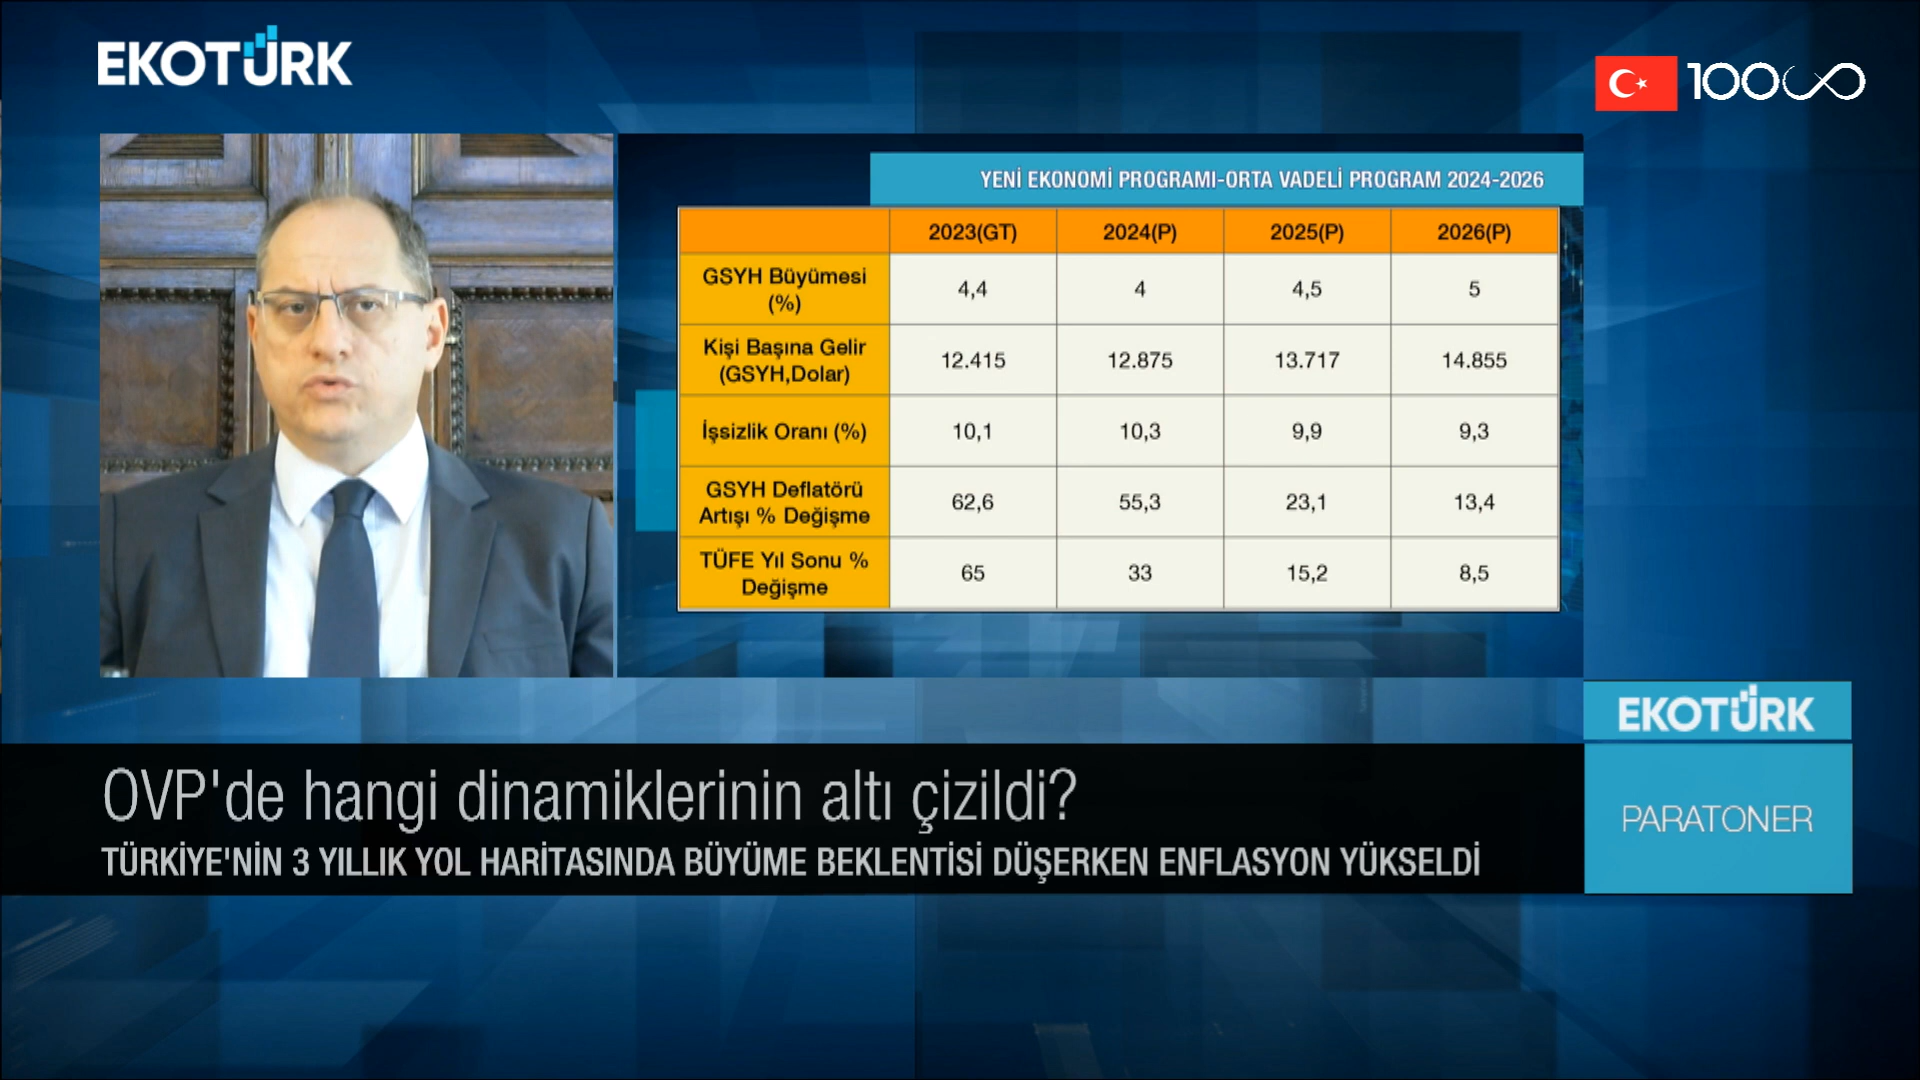 EKOTÜRK
100
YENİ EKONOMİ PROGRAMI-ORTA VADELİ PROGRAM 2024-2026
2023(GT) 2024(P) 2025(P) 2026(P)
GSYH Büyümesi
(%) 4,4 4 4,5 5
Kişi Başına Gelir
(GSYH,Dolar) 12.415 12.875 13.717 14.855
İşsizlik Oranı (%) 10,1 10,3 9,9 9,3
GSYH Deflatörü
Artışı % Değişme 62,6 55,3 23,1 13,4
TÜFE Yıl Sonu %
Değişme 65 33 15,2 8,5
EKOTÜRK
PARATONER
OVP'de hangi dinamiklerinin altı çizildi?
TÜRKİYE'NİN 3 YILLIK YOL HARİTASINDA BÜYÜME BEKLENTİSİ DÜŞERKEN ENFLASYON YÜKSELDİ